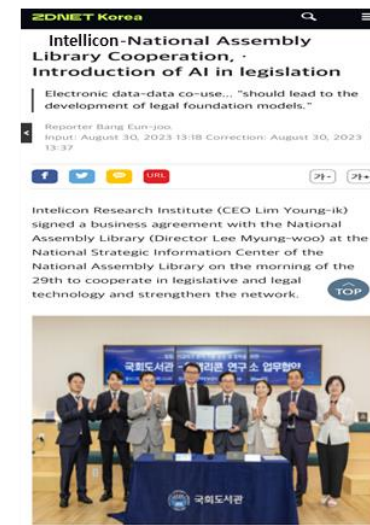 ZDNET Korea
Intellicon-National Assembly
Library Cooperation, ·
Introduction of AI in legislation
Electronic data-data co-use... "should lead to the
development of legal foundation models."
Reporter Bang Eun-joo.
Input: August 30, 2023 13:18 Correction: August 30, 2023
13:37
URL
가-
가+
Intelicon Research Institute (CEO Lim Young-ik)
signed a business agreement with the National
Assembly Library (Director Lee Myung-woo) at the
National Strategic Information Center of the
National Assembly Library on the morning of the
29th to cooperate in legislative and legal
technology and strengthen the network.
TOP
국회도서관 -인텔리콘 연구소 업무협약
국회도서관